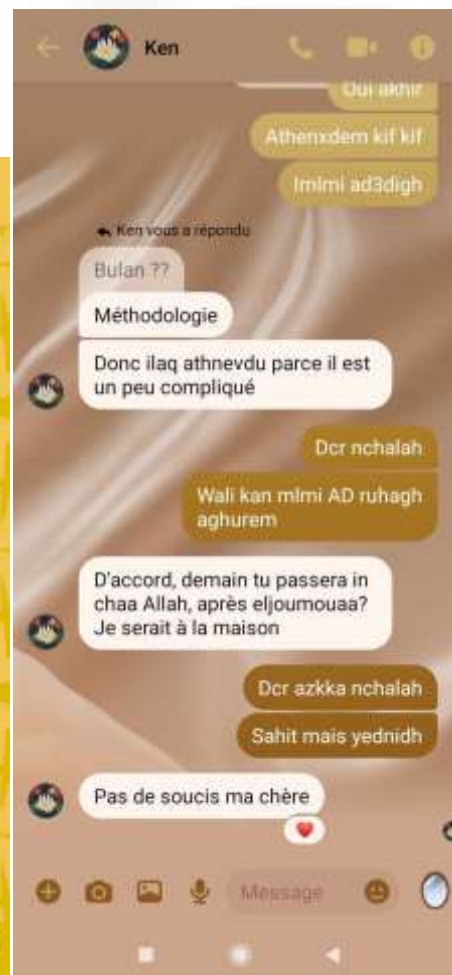 Ken
Oui akhir
Athenxdem kif kif
Imlmi ad3digh
Ken vous a répondu
Bulan ??
Méthodologie
Donc ilaq athnevdu parce il est
un peu compliqué
Dcr nchalah
Wali kan mlmi AD ruhagh
aghurem
D'accord, demain tu passera in
chaa Allah, après eljoumouaa?
Je serait à la maison
Dcr azkka nchalah
Sahit mais yednidh
Pas de soucis ma chère
Message